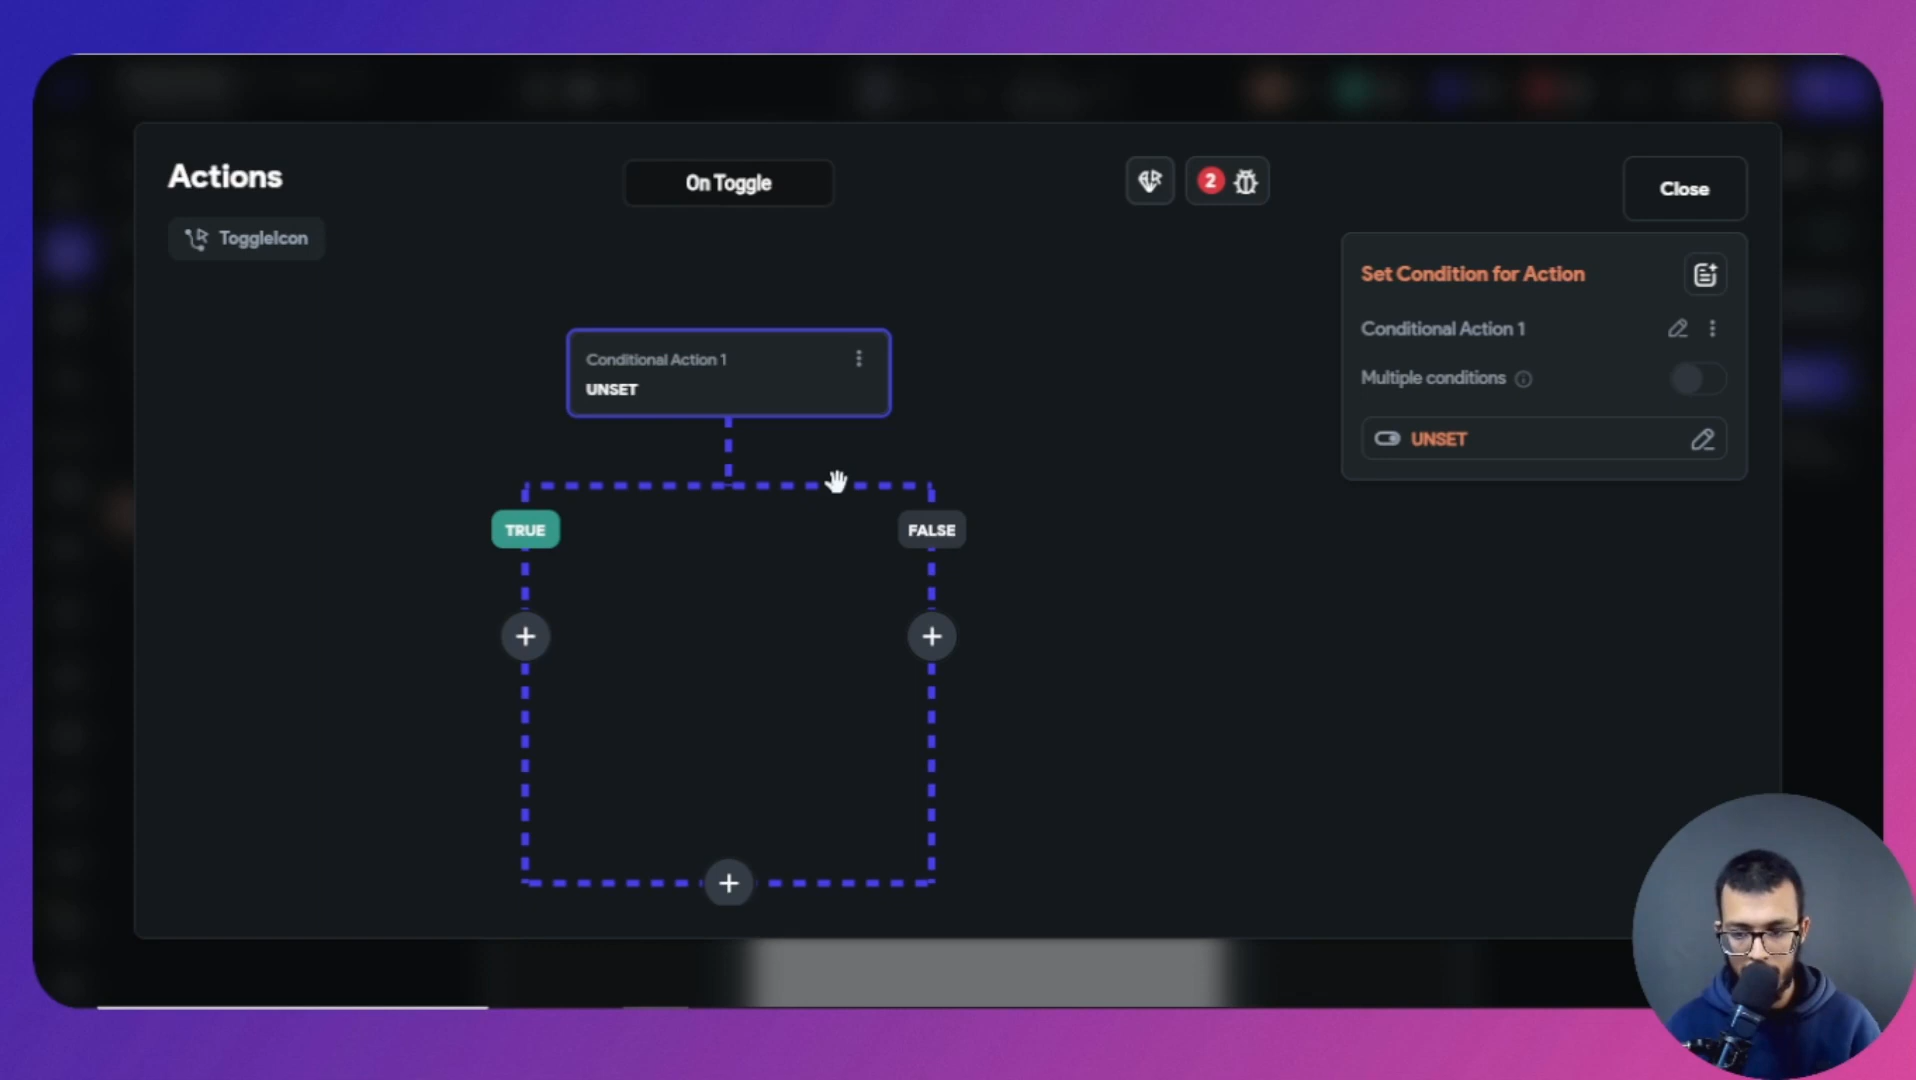 Actions
On Toggle
2
Close
ToggleIcon
Set Condition for Action
Conditional Action 1
Multiple conditions
UNSET
Conditional Action 1
UNSET
TRUE
FALSE